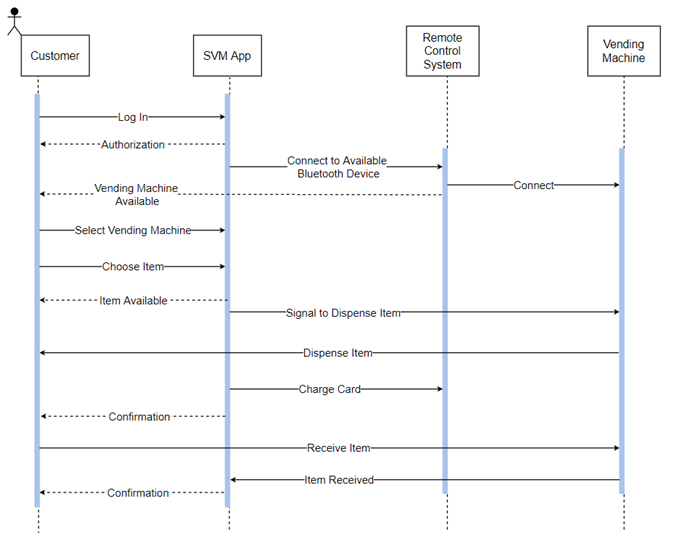 Customer
SVM App
Remote
Control
System
Vending
Machine
Log In
Authorization
Connect to Available
Bluetooth Device
Connect
Vending Machine
Available
Select Vending Machine
Choose Item
Item Available
Signal to Dispense Item
Dispense Item
Charge Card
Confirmation
Receive Item
Item Received
Confirmation